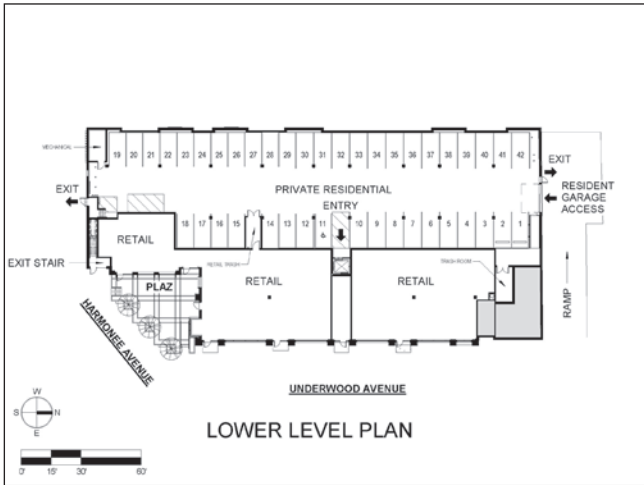 19 20 21 22 23 24 25 26 27 28 29 30 31 32 33 34 35 36 37 38 39 40 41 42
MECHANICAL
EXIT
PRIVATE RESIDENTIAL
ENTRY
EXIT
RESIDENT
GARAGE
ACCESS
18 17 16 15 14 13 12 11 10 9 8 7 6 5 4 3 2 1
RETAIL
RETAIL TRASH
TRASH ROOM
EXIT STAIR
PLAZ
RETAIL
RETAIL
RAMP
HARMONEE AVENUE
UNDERWOOD AVENUE
W
S N
E
LOWER LEVEL PLAN
0' 15' 30' 60'